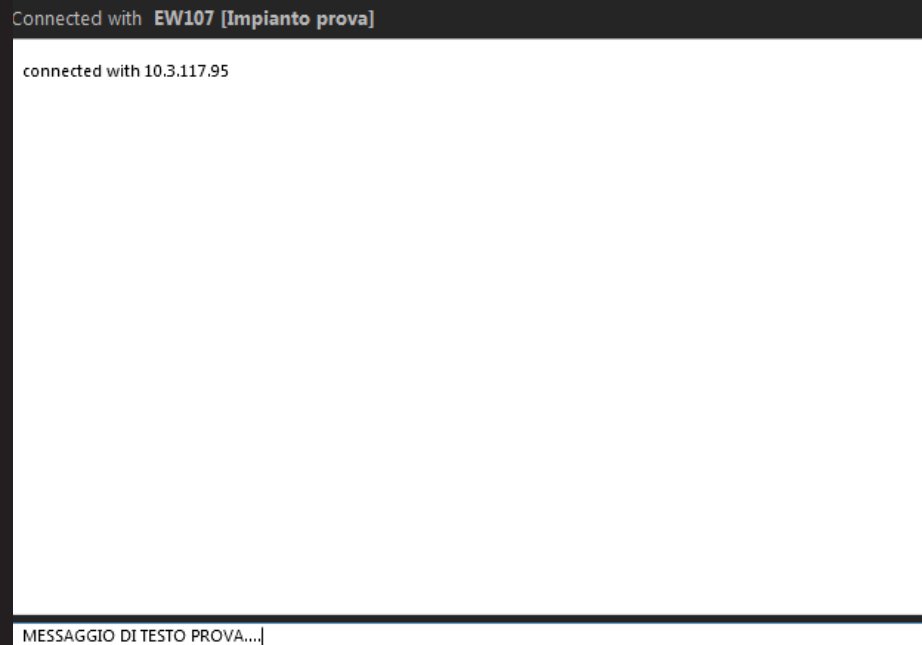 Connected with EW107 [Impianto prova]
connected with 10.3.117.95
MESSAGGIO DI TESTO PROVA....